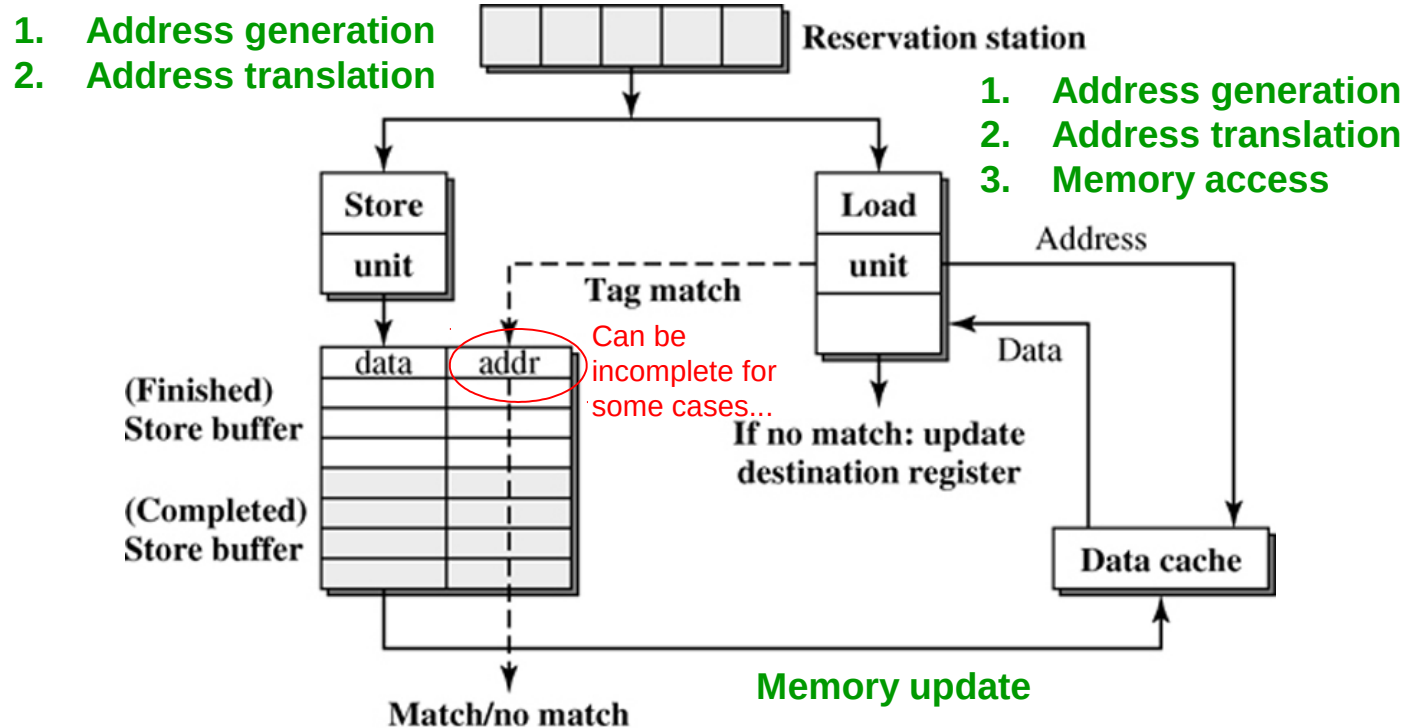 1. Address generation
2. Address translation
Reservation station
1. Address generation
2. Address translation
3. Memory access
Store
unit
Load
unit
Address
Tag match
Data
data
addr
Can be
incomplete for
some cases...
(Finished)
Store buffer
If no match: update
destination register
(Completed)
Store buffer
Data cache
Memory update
Match/no match